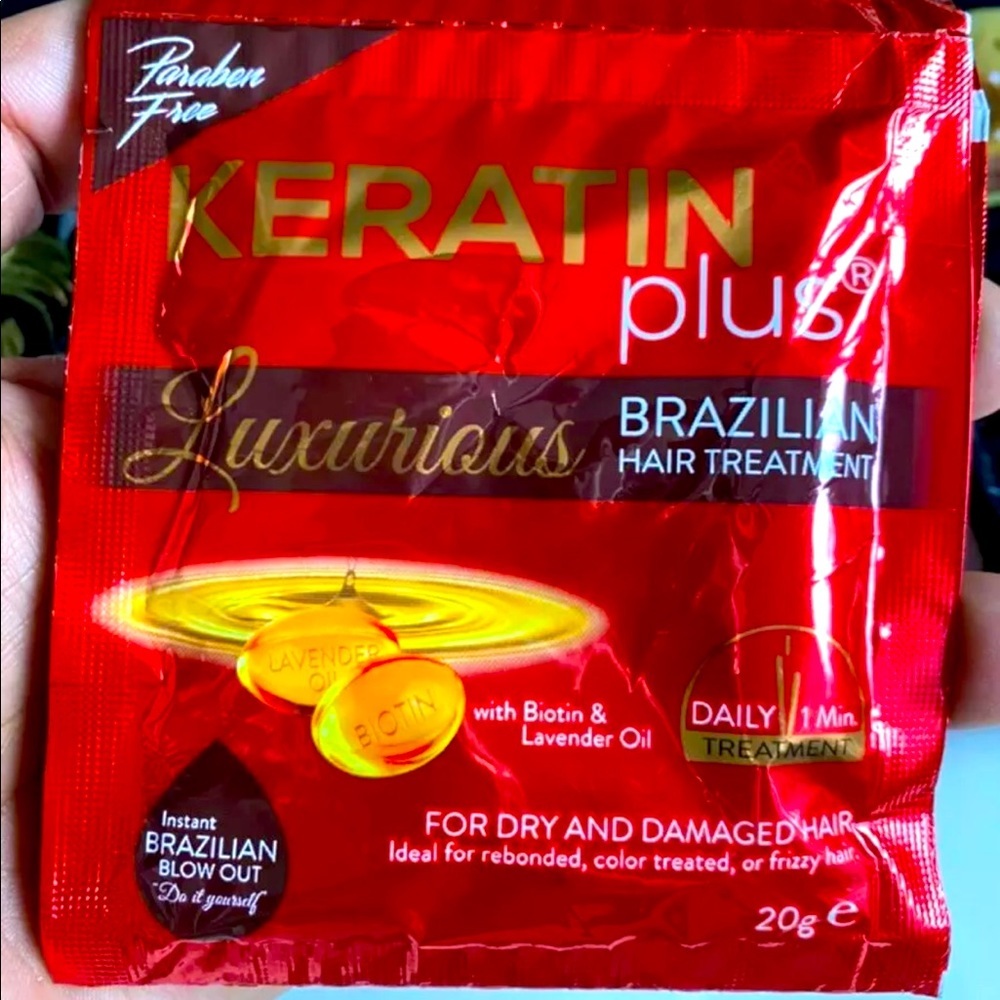 Paraben
Free
KERATIN
plus®
Luxurious
BRAZILIAN
HAIR TREATMENT
LAVENDER
OIL
BIOTIN
with Biotin &
Lavender Oil
DAILY 1 Min.
TREATMENT
Instant
BRAZILIAN
BLOW OUT
"Do it yourself"
FOR DRY AND DAMAGED HAIR
Ideal for rebonded, color treated, or frizzy hair.
20g e